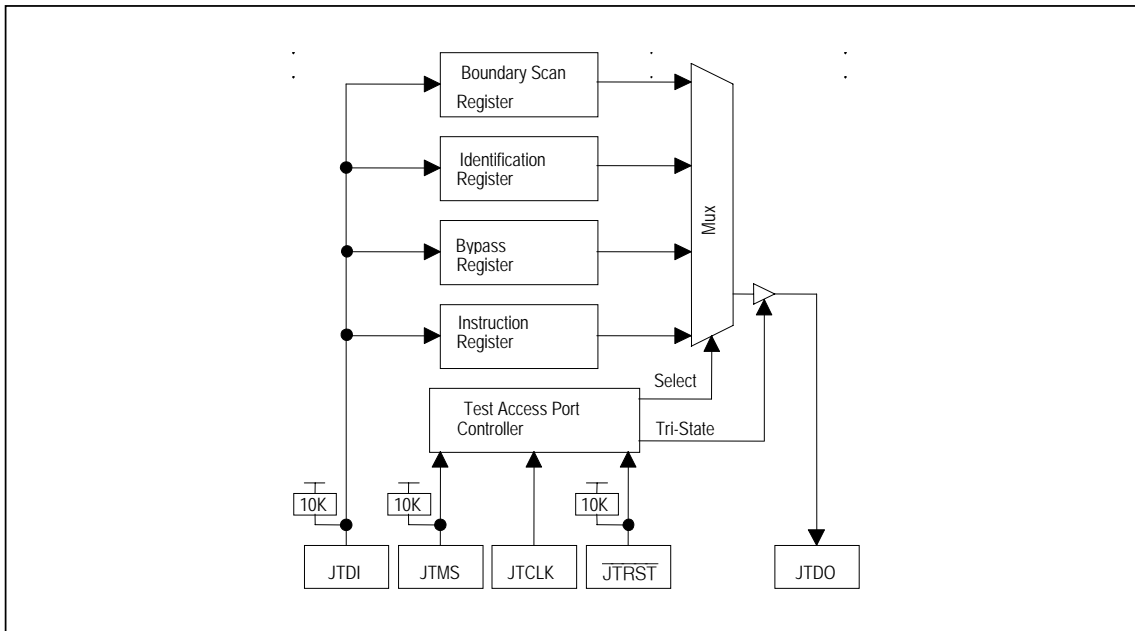 Boundary Scan
Register
Identification
Register
Bypass
Register
Instruction
Register
Mux
Select
Test Access Port
Controller
Tri-State
10K
10K
10K
JTDI
JTMS
JTCLK
JTRST
JTDO